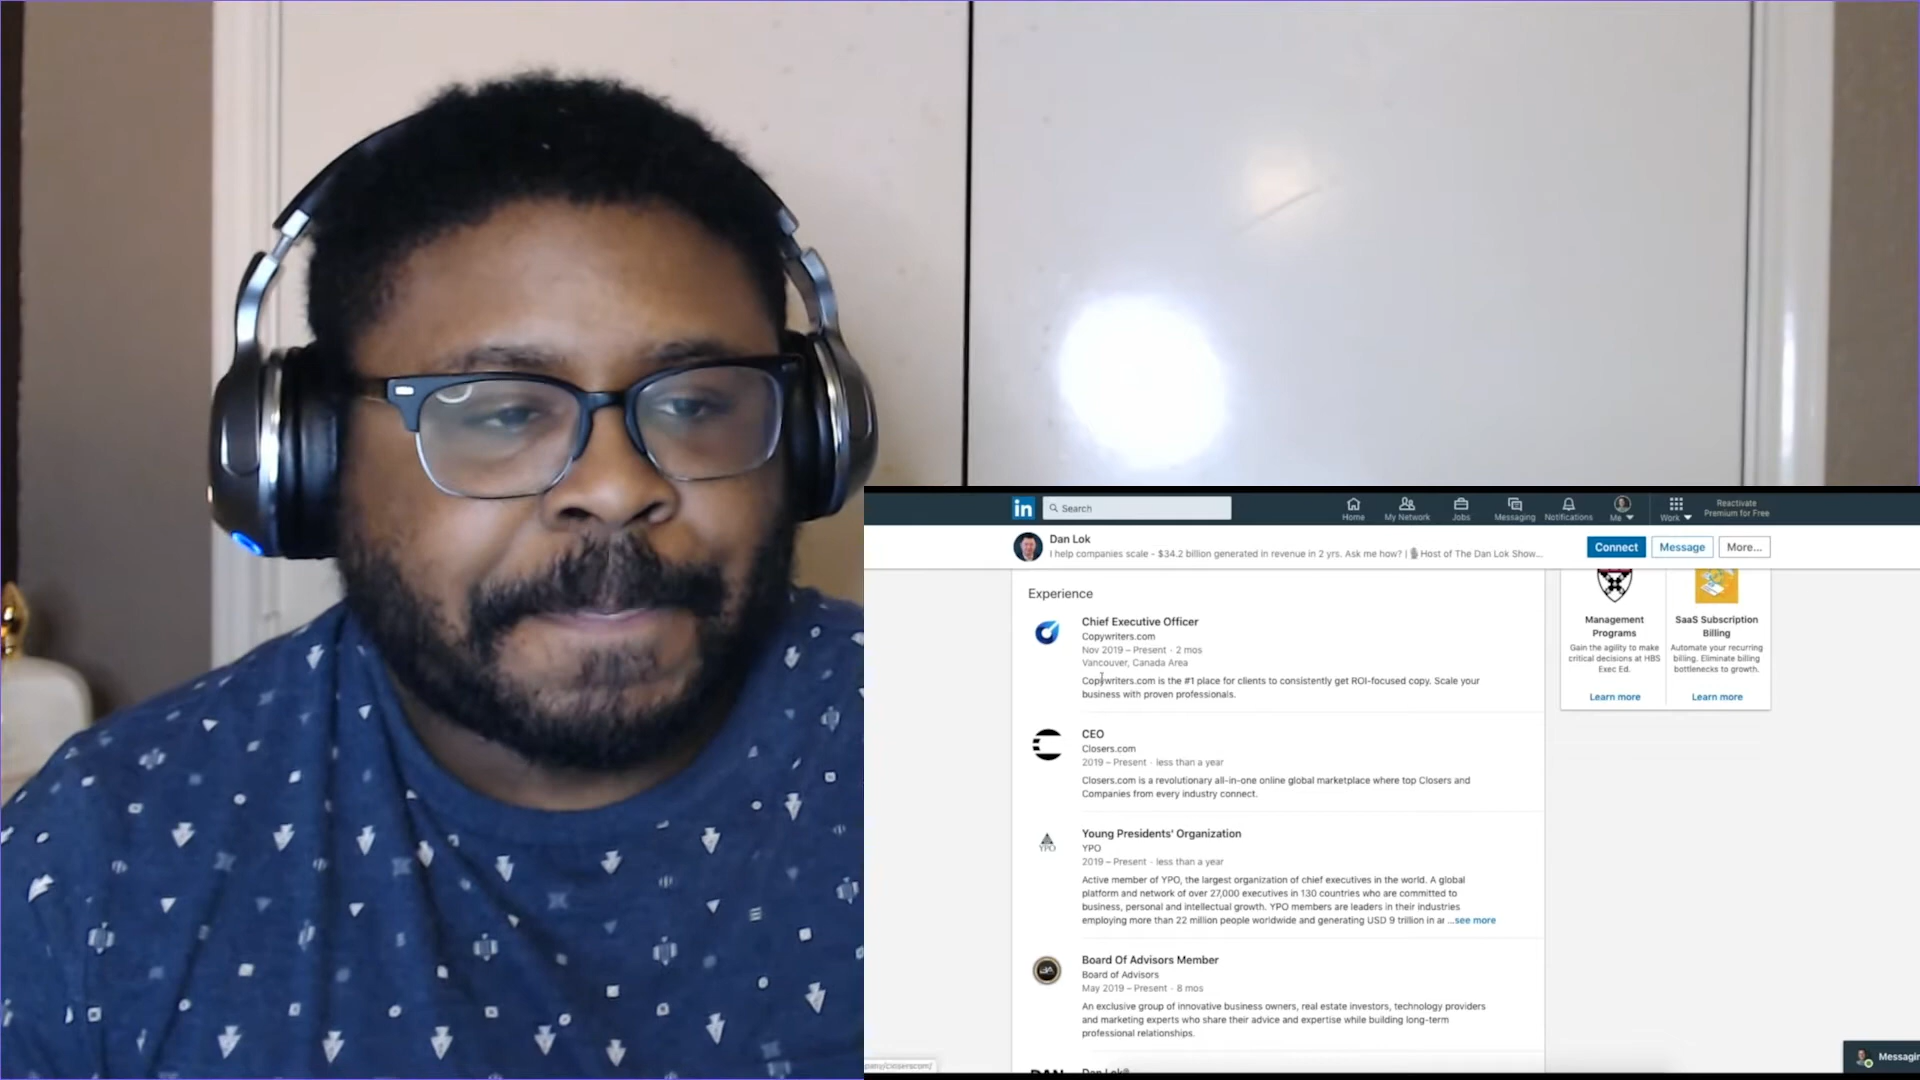 in
Search
Home
My Network
Jobs
Messaging
Notifications
Me
Work
Reactivate
Premium for Free
Dan Lok
I help companies scale - $34.2 billion generated in revenue in 2 yrs. Ask me how? | Host of The Dan Lok Show...
Connect
Message
More...
Experience
Chief Executive Officer
Copywriters.com
Nov 2019 – Present · 2 mos
Vancouver, Canada Area
Copywriters.com is the #1 place for clients to consistently get ROI-focused copy. Scale your
business with proven professionals.
CEO
Closers.com
2019 – Present · less than a year
Closers.com is a revolutionary all-in-one online global marketplace where top Closers and
Companies from every industry connect.
YPO
Young Presidents' Organization
YPO
2019 – Present · less than a year
Active member of YPO, the largest organization of chief executives in the world. A global
platform and network of over 27,000 executives in 130 countries who are committed to
business, personal and intellectual growth. YPO members are leaders in their industries
employing more than 22 million people worldwide and generating USD 9 trillion in ar ...see more
Board Of Advisors Member
Board of Advisors
May 2019 – Present · 8 mos
An exclusive group of innovative business owners, real estate investors, technology providers
and marketing experts who share their advice and expertise while building long-term
professional relationships.
DAN
Dan Lok®
Management
Programs
Gain the ability to make
critical decisions at HBS
Exec Ed.
Learn more
SaaS Subscription
Billing
Automate your recurring
billing. Eliminate billing
bottlenecks to growth.
Learn more
Messagin